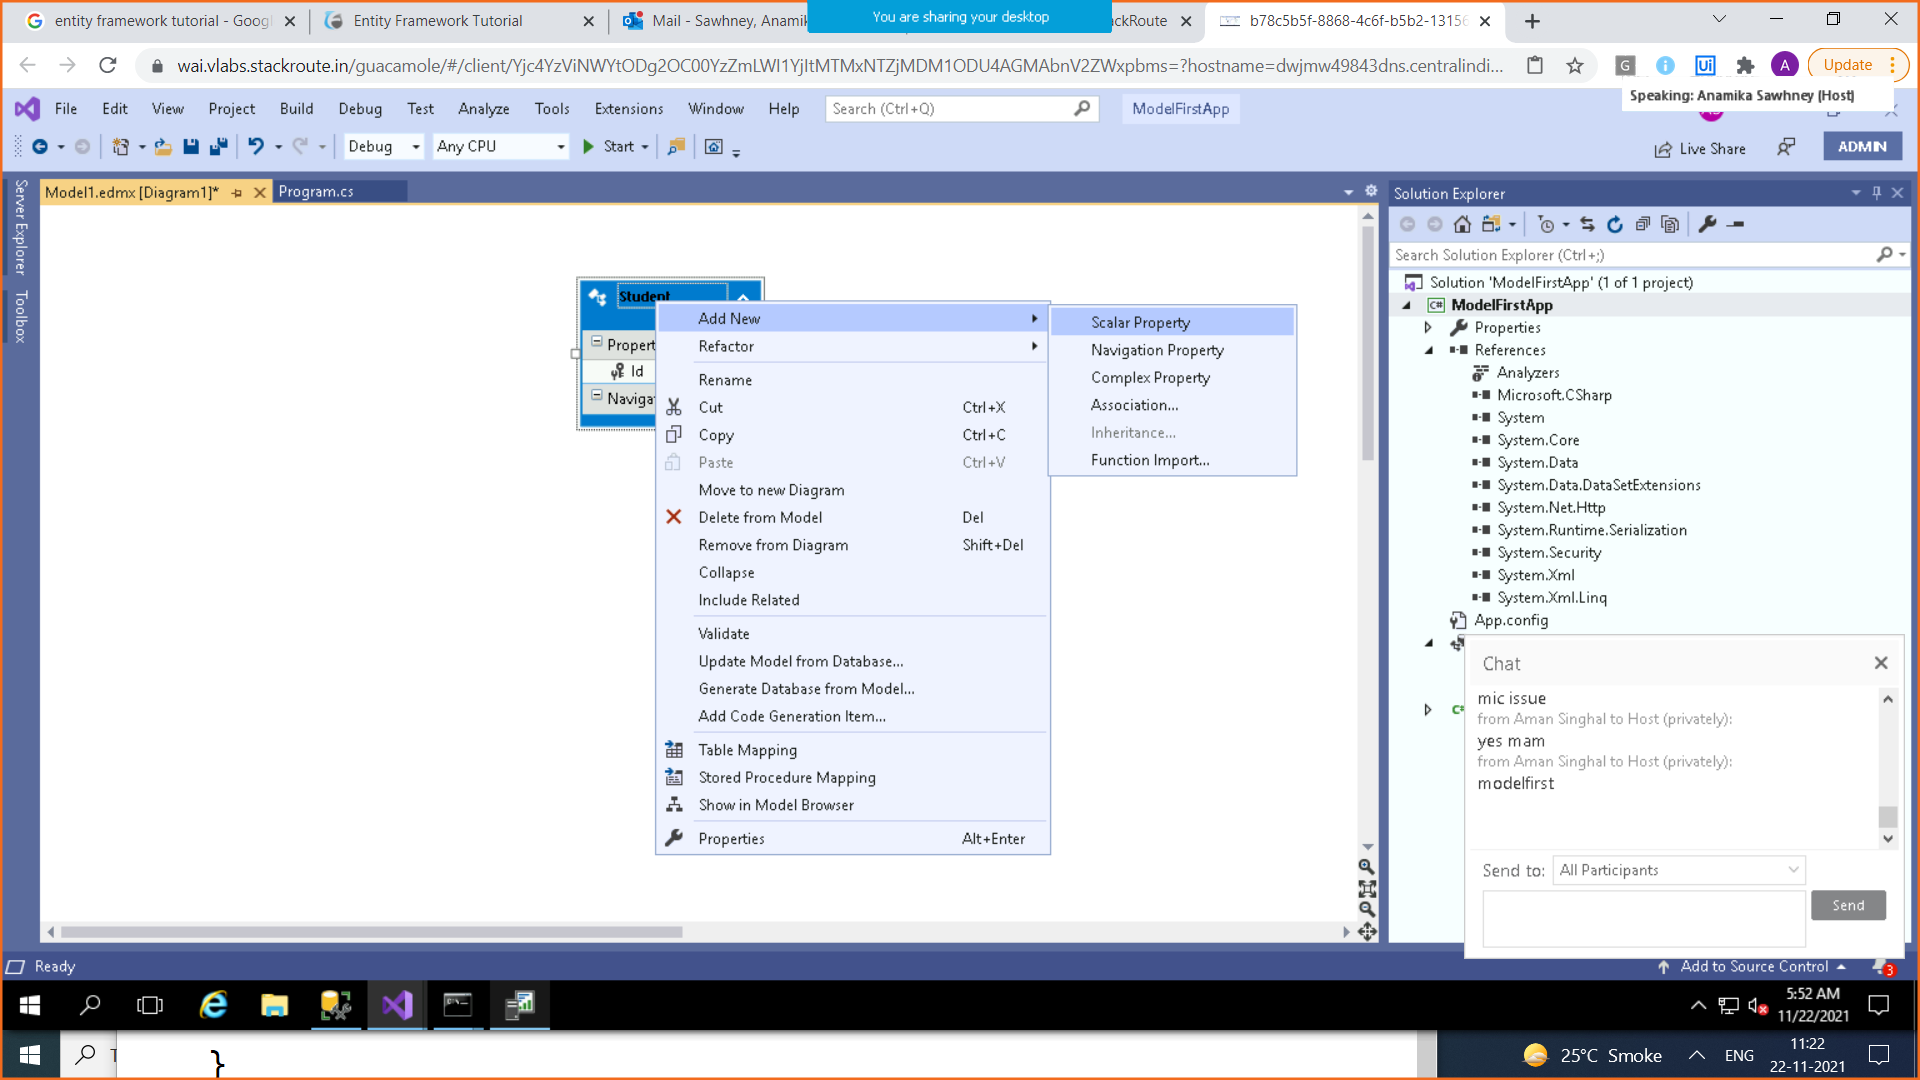 entity framework tutorial - Goog
Entity Framework Tutorial
Mail - Sawhney, Anamik
You are sharing your desktop
ckRoute
b78c5b5f-8868-4c6f-b5b2-13156
wai.vlabs.stackroute.in/guacamole/#/client/Yjc4YzViNWYtODg2OC00YzZmLWI1YjItMTMxNTZjMDM1ODU4AGMAbnV2ZWxpbms=?hostname=dwjmw49843dns.centralindi...
G
Ui
A
Update
Speaking: Anamika Sawhney (Host)
File Edit View Project Build Debug Test Analyze Tools Extensions Window Help
Search (Ctrl+Q)
ModelFirstApp
Debug
Any CPU
Start
Live Share
ADMIN
Server Explorer
Toolbox
Model1.edmx [Diagram1]*
Program.cs
Student
Propert
Id
Navigat
Add New
Refactor
Rename
Cut Ctrl+X
Copy Ctrl+C
Paste Ctrl+V
Move to new Diagram
Delete from Model Del
Remove from Diagram Shift+Del
Collapse
Include Related
Validate
Update Model from Database...
Generate Database from Model...
Add Code Generation Item...
Table Mapping
Stored Procedure Mapping
Show in Model Browser
Properties Alt+Enter
Scalar Property
Navigation Property
Complex Property
Association...
Inheritance...
Function Import...
Solution Explorer
Search Solution Explorer (Ctrl+;)
Solution 'ModelFirstApp' (1 of 1 project)
C# ModelFirstApp
Properties
References
Analyzers
Microsoft.CSharp
System
System.Core
System.Data
System.Data.DataSetExtensions
System.Net.Http
System.Runtime.Serialization
System.Security
System.Xml
System.Xml.Linq
App.config
Chat
mic issue
from Aman Singhal to Host (privately):
yes mam
from Aman Singhal to Host (privately):
modelfirst
Send to: All Participants
Send
Ready
Add to Source Control
3
5:52 AM
11/22/2021
}
25°C Smoke
ENG
11:22
22-11-2021